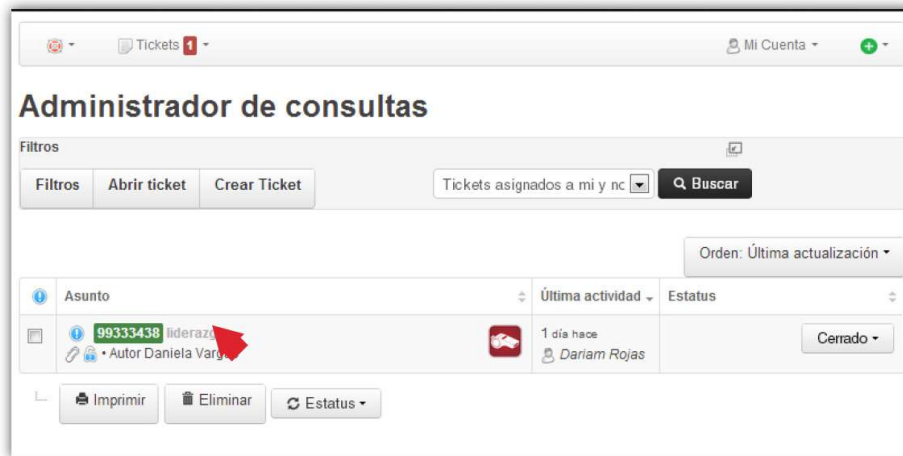 Tickets 1 Mi Cuenta
Administrador de consultas
Filtros
Filtros Abrir ticket Crear Ticket Tickets asignados a mi y nc Buscar
Orden: Última actualización
Asunto Última actividad Estatus
99333438 1 día hace Cerrado
• Autor Daniela Dariam Rojas
Imprimir Eliminar Estatus